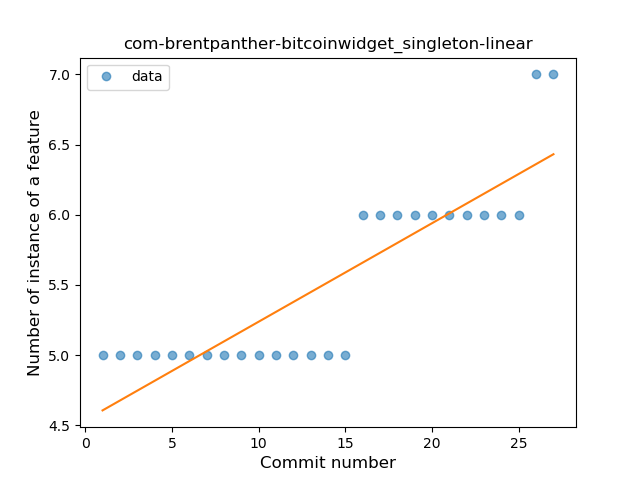 com-brentpanther-bitcoinwidget_singleton-linear
data
Number of instance of a feature
7.0
6.5
6.0
5.5
5.0
4.5
0 5 10 15 20 25
Commit number